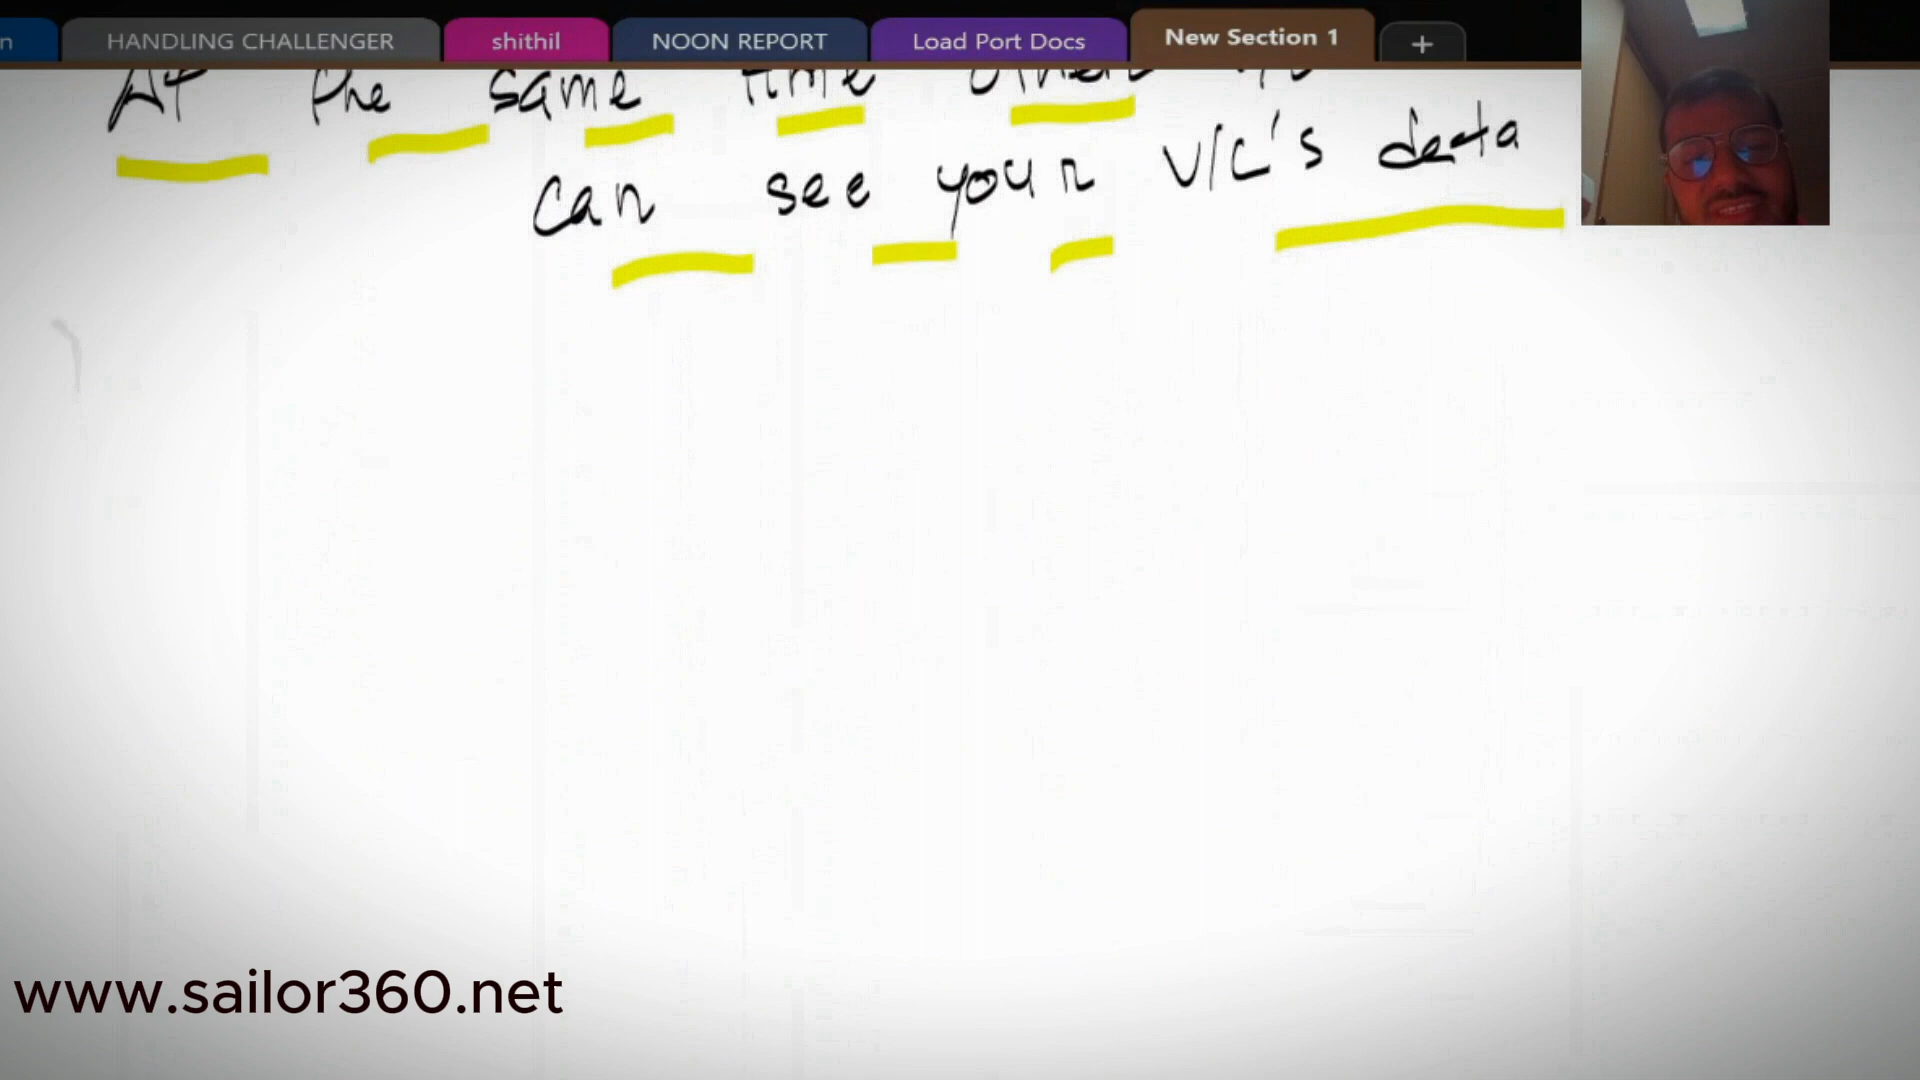 n HANDLING CHALLENGER shithil NOON REPORT Load Port Docs New Section 1 +
At the same time other
can see your V/L's data
www.sailor360.net